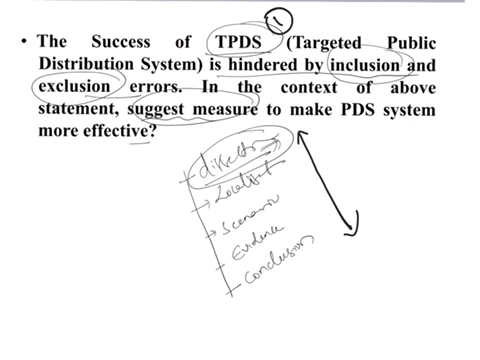 1
• The Success of TPDS (Targeted Public
Distribution System) is hindered by inclusion and
exclusion errors. In the context of above
statement, suggest measure to make PDS system
more effective?
Scenario
Evidence
Conclusion